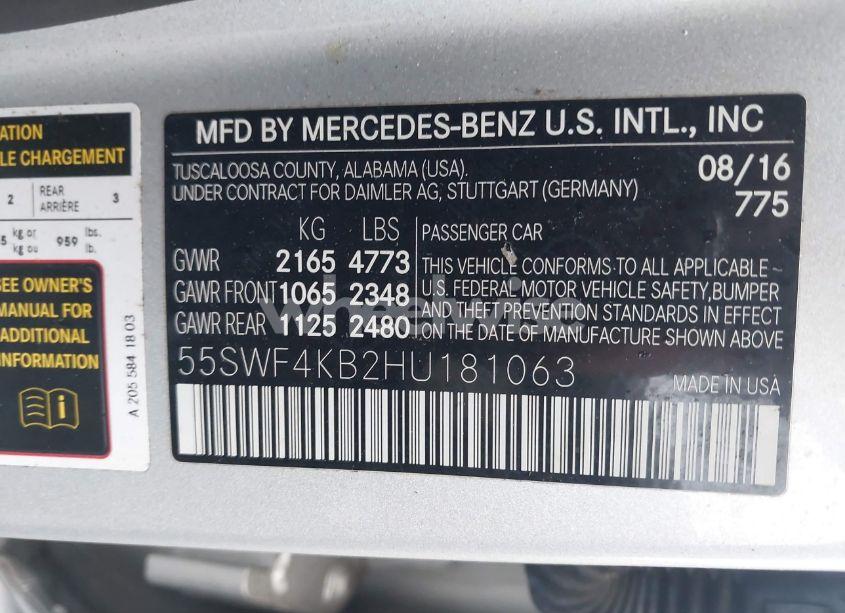 ATION
LE CHARGEMENT
2 REAR ARRIÈRE 3
5 kg or kg ou 959 lbs. lb.
SEE OWNER'S
MANUAL FOR
ADDITIONAL
INFORMATION
A 205 584 18 03
MFD BY MERCEDES-BENZ U.S. INTL., INC
TUSCALOOSA COUNTY, ALABAMA (USA).
UNDER CONTRACT FOR DAIMLER AG, STUTTGART (GERMANY)
08/16
775
KG LBS
GVWR 2165 4773
GAWR FRONT 1065 2348
GAWR REAR 1125 2480
PASSENGER CAR
THIS VEHICLE CONFORMS TO ALL APPLICABLE
U.S. FEDERAL MOTOR VEHICLE SAFETY, BUMPER
AND THEFT PREVENTION STANDARDS IN EFFECT
ON THE DATE OF MANUFACTURE SHOWN ABOVE
55SWF4KB2HU181063
MADE IN USA